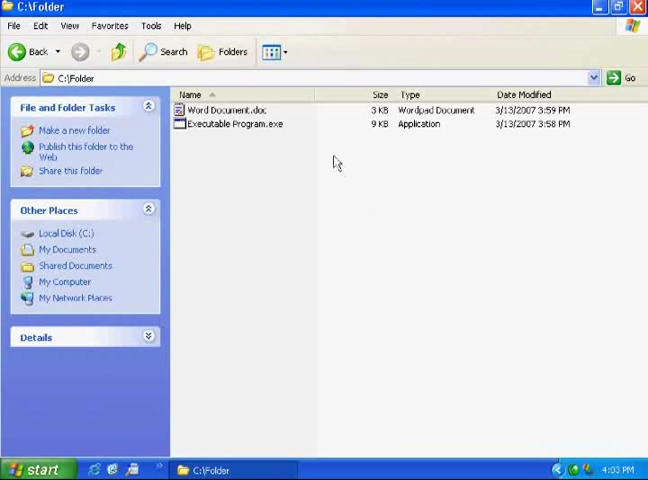 C:\Folder
File Edit View Favorites Tools Help
Back Search Folders
Address C:\Folder Go
Name Size Type Date Modified
Word Document.doc 3 KB Wordpad Document 3/13/2007 3:59 PM
Executable Program.exe 9 KB Application 3/13/2007 3:58 PM
File and Folder Tasks
Make a new folder
Publish this folder to the
Web
Share this folder
Other Places
Local Disk (C:)
My Documents
Shared Documents
My Computer
My Network Places
Details
start C:\Folder 4:03 PM